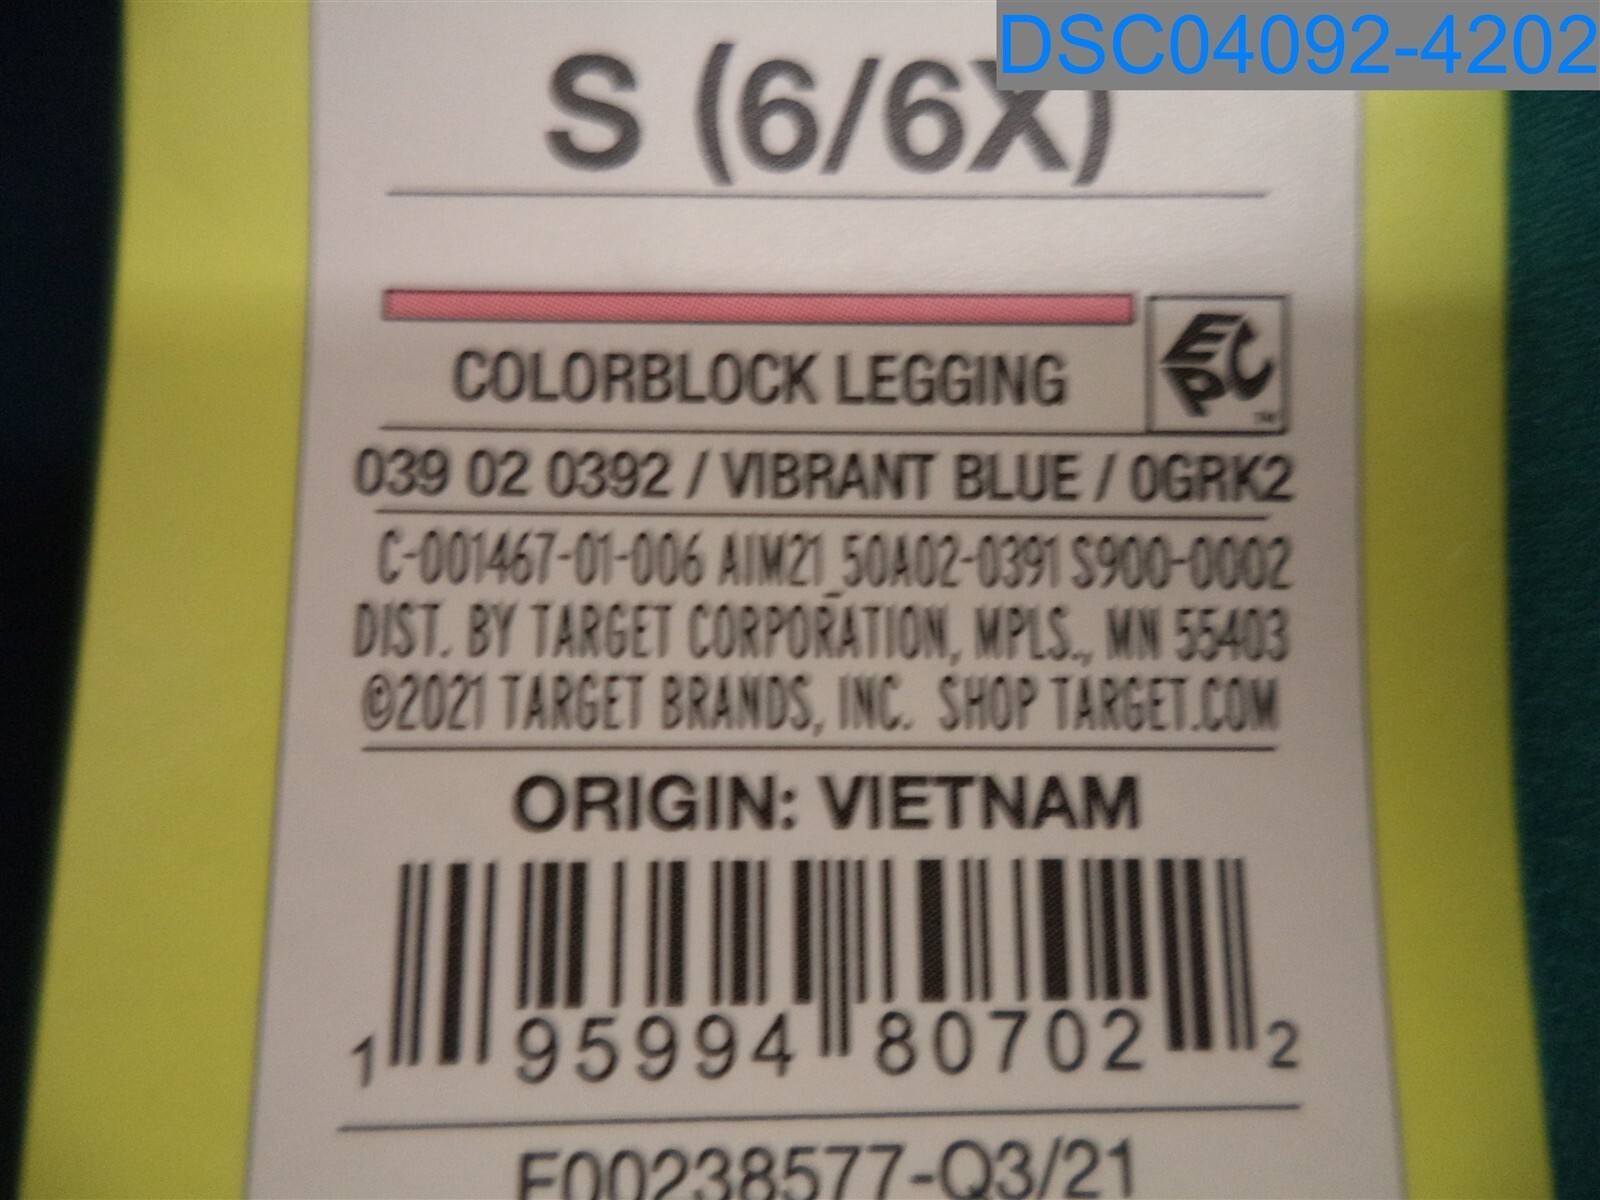 DSC04092-4202
S (6/6X)
COLORBLOCK LEGGING
EPC
TM
039 02 0392 / VIBRANT BLUE / 0GRK2
C-001467-01-006 AIM21_50A02-0391 S900-0002
DIST. BY TARGET CORPORATION, MPLS., MN 55403
©2021 TARGET BRANDS, INC. SHOP TARGET.COM
ORIGIN: VIETNAM
1 95994 80702 2
F00238577-Q3/21